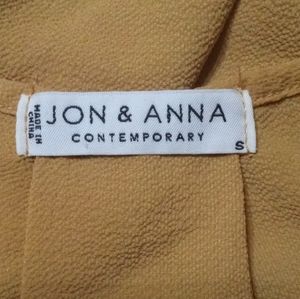 JON & ANNA
CONTEMPORARY
MADE IN
CHINA
S